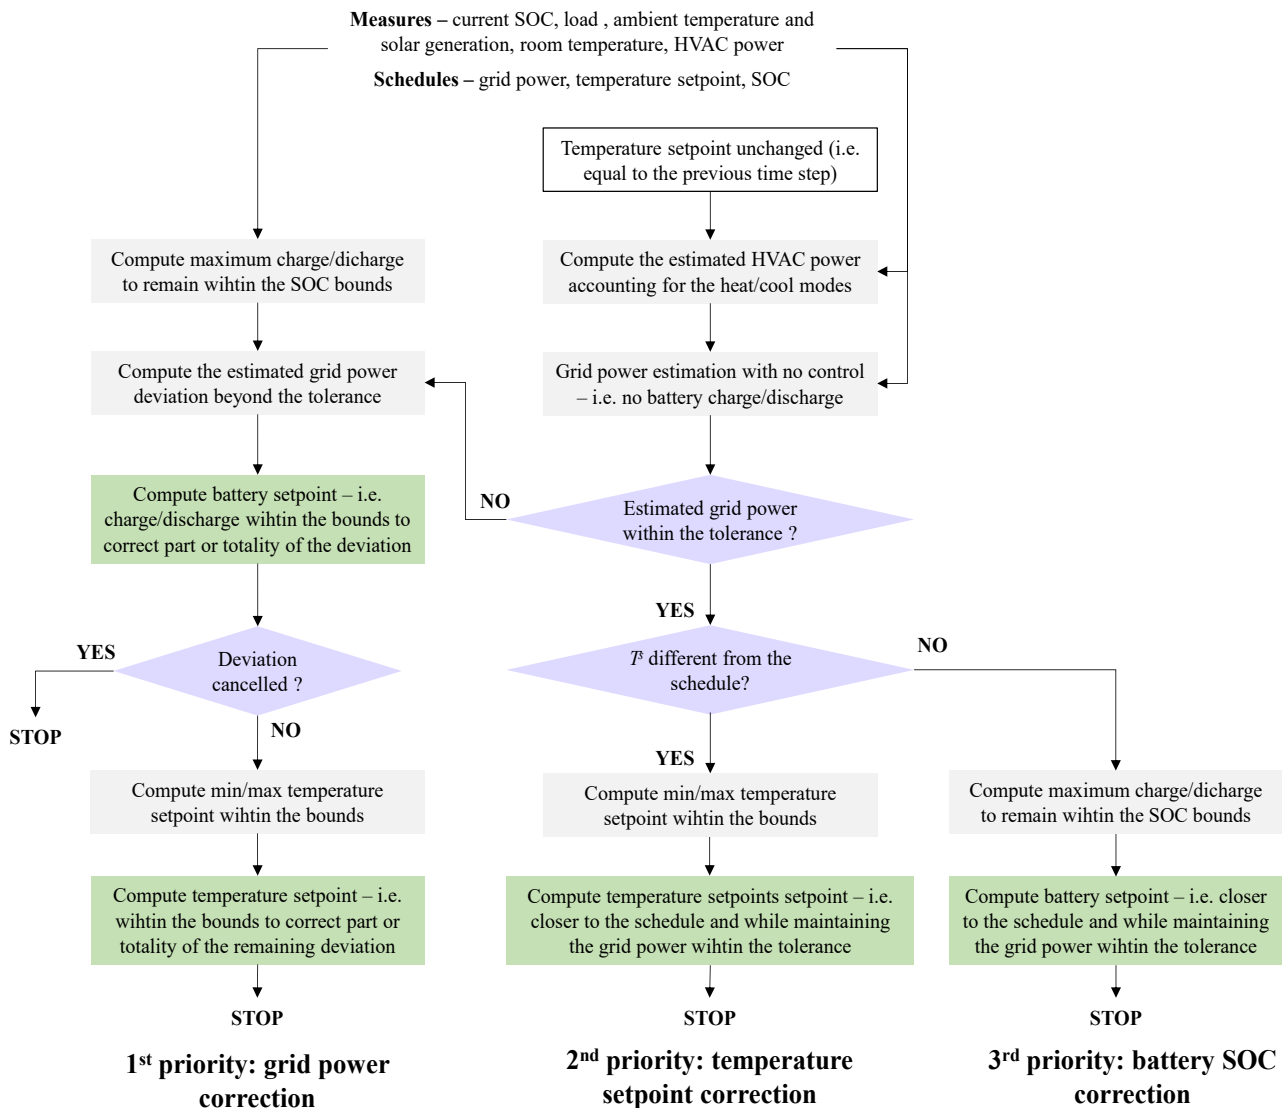 Measures – current SOC, load , ambient temperature and
solar generation, room temperature, HVAC power
Schedules – grid power, temperature setpoint, SOC
Temperature setpoint unchanged (i.e.
equal to the previous time step)
Compute maximum charge/dicharge
to remain wihtin the SOC bounds
Compute the estimated HVAC power
accounting for the heat/cool modes
Compute the estimated grid power
deviation beyond the tolerance
Grid power estimation with no control
– i.e. no battery charge/discharge
Compute battery setpoint – i.e.
charge/discharge wihtin the bounds to
correct part or totality of the deviation
NO
Estimated grid power
within the tolerance ?
YES
YES
Deviation
cancelled ?
Tˢ different from the
schedule?
NO
STOP
NO
YES
Compute min/max temperature
setpoint wihtin the bounds
Compute min/max temperature
setpoint wihtin the bounds
Compute maximum charge/dicharge
to remain wihtin the SOC bounds
Compute temperature setpoint – i.e.
wihtin the bounds to correct part or
totality of the remaining deviation
Compute temperature setpoints setpoint – i.e.
closer to the schedule and while maintaining
the grid power wihtin the tolerance
Compute battery setpoint – i.e. closer
to the schedule and while maintaining
the grid power wihtin the tolerance
STOP
STOP
STOP
1st priority: grid power
correction
2nd priority: temperature
setpoint correction
3rd priority: battery SOC
correction